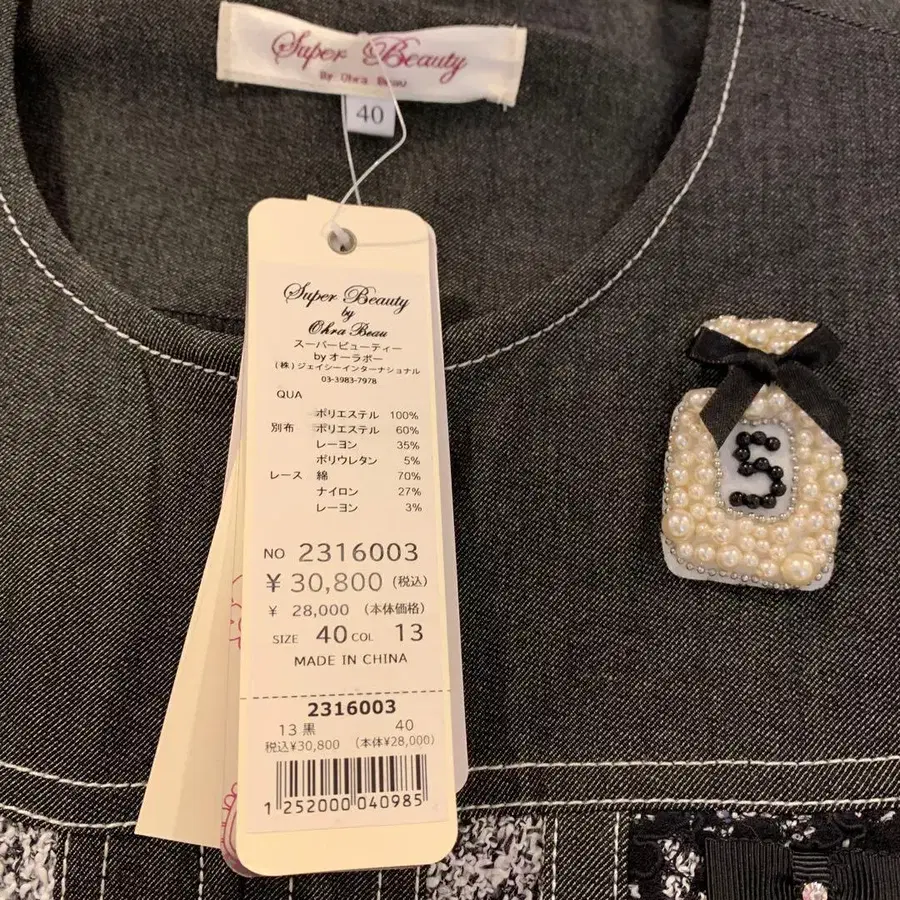 Super Beauty
By Ohra Beau
40
Super Beauty
by
Ohra Beau
スーパービューティー
by オーラボー
(株)ジェイシーインターナショナル
03-3983-7978
QUA
ポリエステル 100%
別布 ポリエステル 60%
レーヨン 35%
ポリウレタン 5%
レース 綿 70%
ナイロン 27%
レーヨン 3%
NO 2316003
¥ 30,800 (税込)
¥ 28,000 (本体価格)
SIZE 40 COL 13
MADE IN CHINA
2316003
13 黒 40
税込¥30,800 (本体¥28,000)
1 252000 040985
5